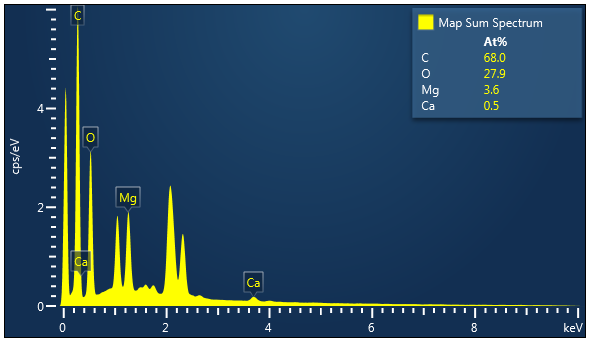 C
Map Sum Spectrum
At%
C 68.0
O 27.9
Mg 3.6
Ca 0.5
4
O
cps/eV
Mg
2
Ca
Ca
0
0 2 4 6 8 keV